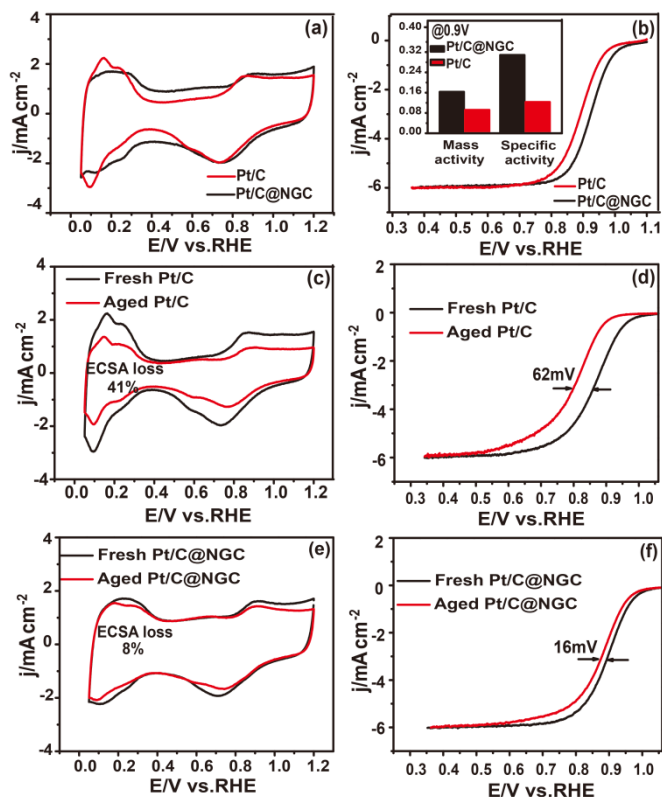 (a)
j/mA cm-2
4
2
0
-2
-4
Pt/C
Pt/C@NGC
0.0 0.2 0.4 0.6 0.8 1.0 1.2
E/V vs.RHE
(b)
j/mA cm-2
0
-2
-4
-6
-8
@0.9V
0.40
0.32
0.24
0.16
0.08
0.00
Pt/C@NGC
Pt/C
Mass activity
Specific activity
Pt/C
Pt/C@NGC
0.3 0.4 0.5 0.6 0.7 0.8 0.9 1.0 1.1
E/V vs.RHE
(c)
j/mA cm-2
4
2
0
-2
-4
Fresh Pt/C
Aged Pt/C
ECSA loss
41%
0.0 0.2 0.4 0.6 0.8 1.0 1.2
E/V vs.RHE
(d)
j/mA cm-2
2
0
-2
-4
-6
Fresh Pt/C
Aged Pt/C
62mV
0.3 0.4 0.5 0.6 0.7 0.8 0.9 1.0
E/V vs.RHE
(e)
j/mA cm-2
4
2
0
-2
-4
Fresh Pt/C@NGC
Aged Pt/C@NGC
ECSA loss
8%
0.0 0.2 0.4 0.6 0.8 1.0 1.2
E/V vs.RHE
(f)
j/mA cm-2
2
0
-2
-4
-6
-8
Fresh Pt/C@NGC
Aged Pt/C@NGC
16mV
0.3 0.4 0.5 0.6 0.7 0.8 0.9 1.0
E/V vs.RHE